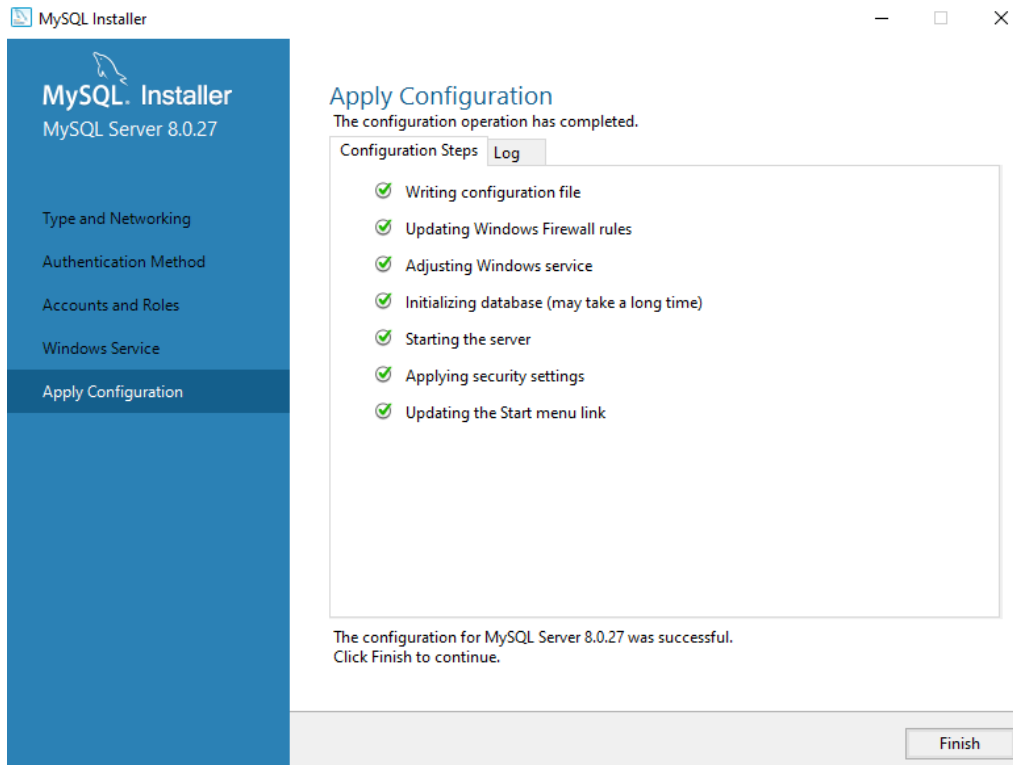 MySQL Installer
MySQL. Installer
MySQL Server 8.0.27
Type and Networking
Authentication Method
Accounts and Roles
Windows Service
Apply Configuration
Apply Configuration
The configuration operation has completed.
Configuration Steps Log
Writing configuration file
Updating Windows Firewall rules
Adjusting Windows service
Initializing database (may take a long time)
Starting the server
Applying security settings
Updating the Start menu link
The configuration for MySQL Server 8.0.27 was successful.
Click Finish to continue.
Finish